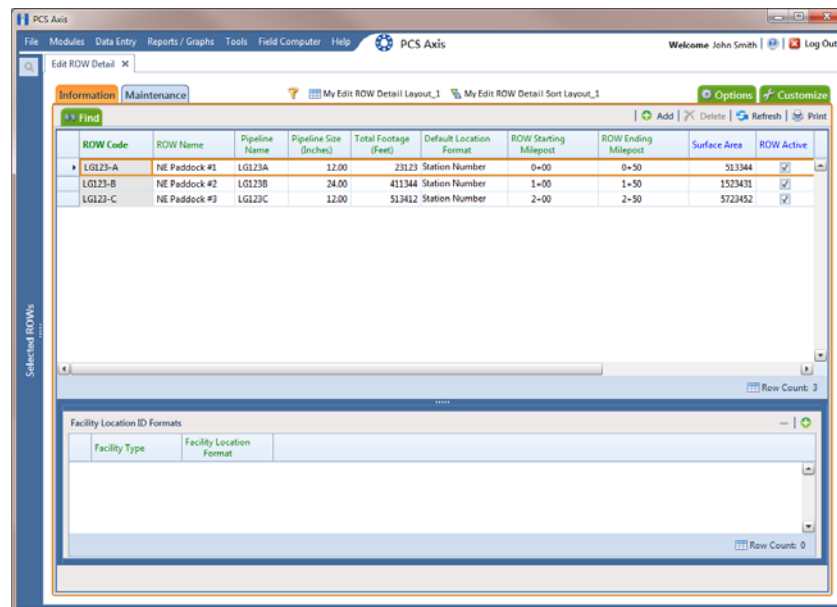 PCS Axis
File Modules Data Entry Reports / Graphs Tools Field Computer Help PCS Axis Welcome John Smith | | Log Out
Edit ROW Detail ×
Information Maintenance My Edit ROW Detail Layout_1 My Edit ROW Detail Sort Layout_1 Options Customize
Find | Add | Delete | Refresh | Print
ROW Code ROW Name Pipeline Name Pipeline Size (Inches) Total Footage (Feet) Default Location Format ROW Starting Milepost ROW Ending Milepost Surface Area ROW Active
LG123-A NE Paddock #1 LG123A 12.00 23123 Station Number 0+00 0+50 513344
LG123-B NE Paddock #2 LG123B 24.00 411344 Station Number 1+00 1+50 1523431
LG123-C NE Paddock #3 LG123C 12.00 513412 Station Number 2+00 2+50 5723452
Selected ROWs
Row Count: 3
Facility Location ID Formats
Facility Type Facility Location Format
Row Count: 0